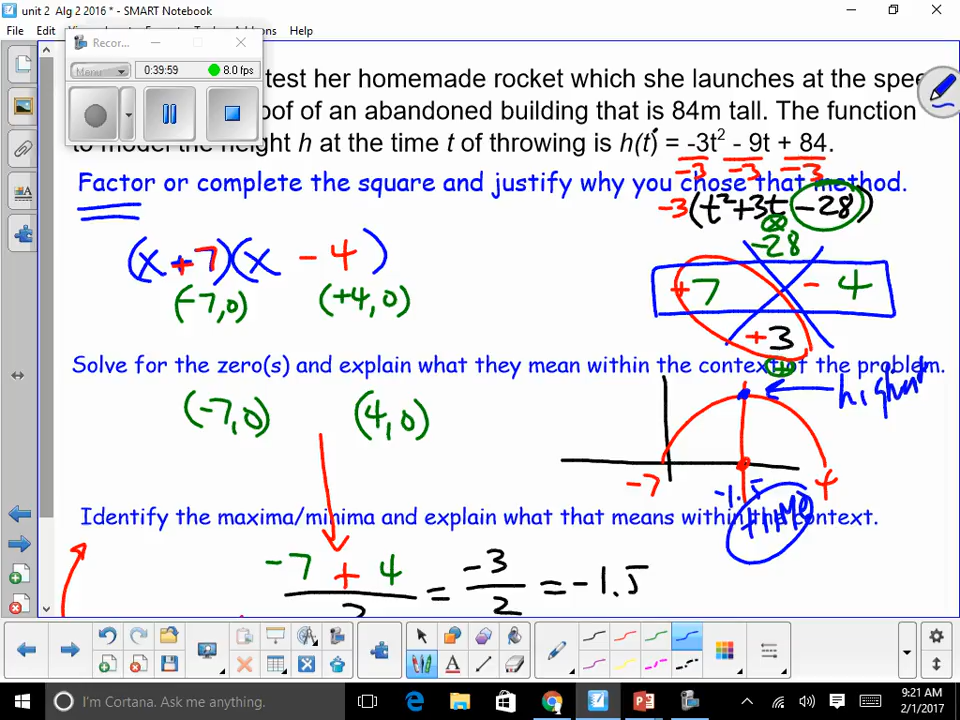 unit 2 Alg 2 2016 * - SMART Notebook
File
Help
Recor...
Menu
0:39:59
8.0 fps
test her homemade rocket which she launches at the spee
oof of an abandoned building that is 84m tall. The function
to model the height h at the time t of throwing is h(t) = -3t² - 9t + 84.
-3 -3 -3
Factor or complete the square and justify why you chose that method.
-3(t²+3t -28)
-28
(x +7)(x - 4)
+7 - 4
(-7,0) (+4,0)
+3
Solve for the zero(s) and explain what they mean within the context of the problem.
(-7,0) (4,0)
highest
-7 -1.5 4
time
Identify the maxima/minima and explain what that means within the context.
-7 + 4 / 2 = -3 / 2 = -1.5
A
I'm Cortana. Ask me anything.
9:21 AM
2/1/2017